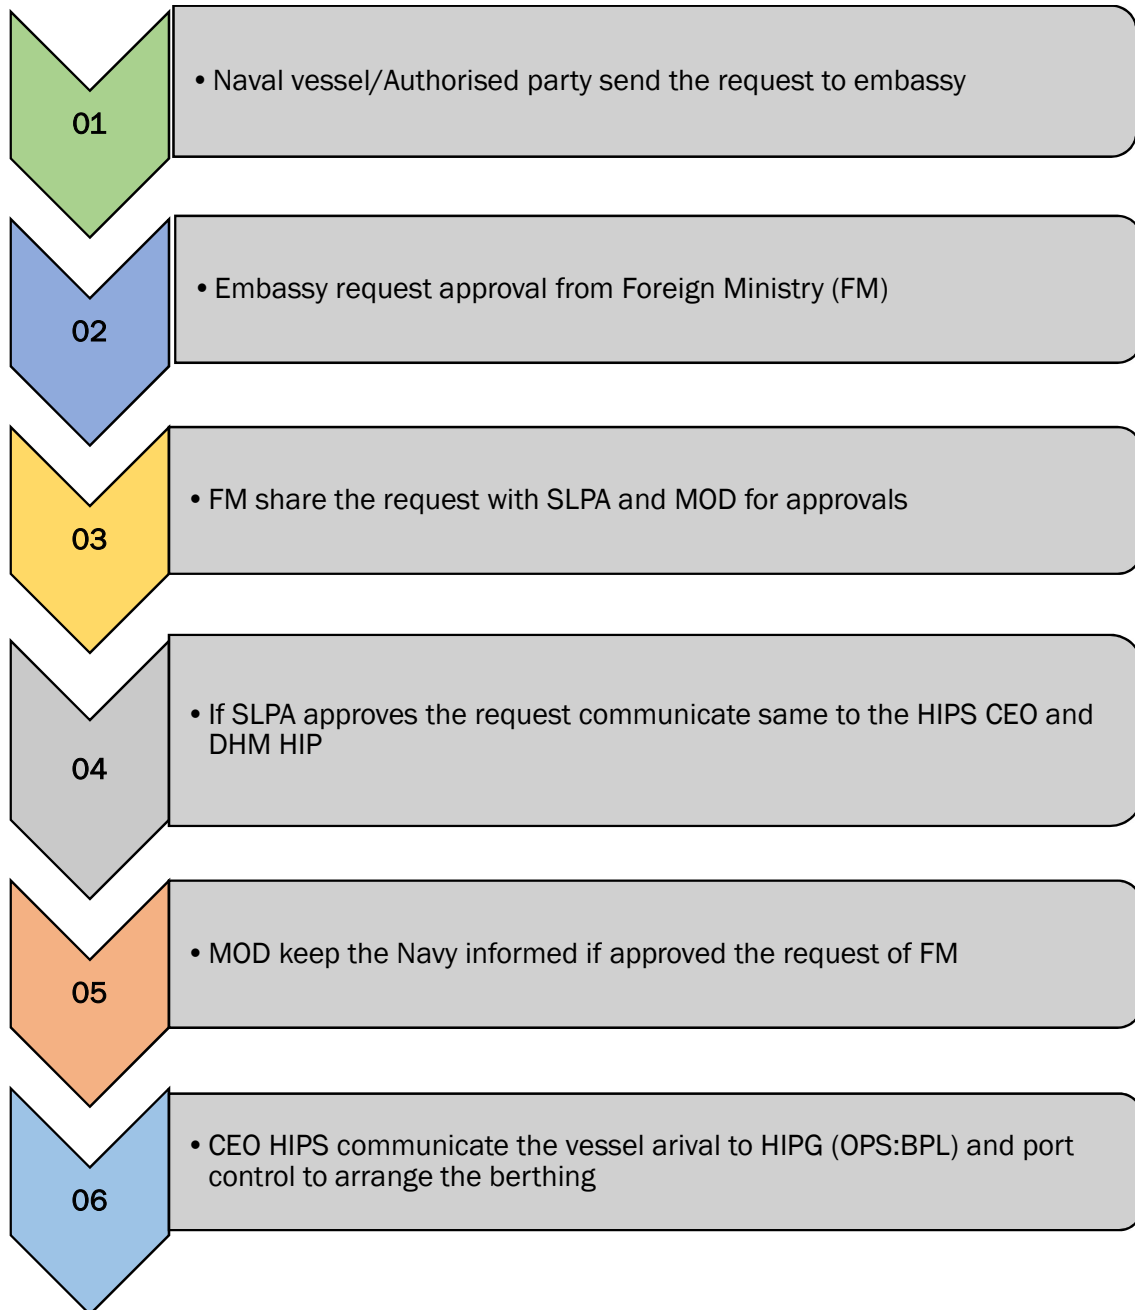 01
• Naval vessel/Authorised party send the request to embassy
02
• Embassy request approval from Foreign Ministry (FM)
03
• FM share the request with SLPA and MOD for approvals
04
• If SLPA approves the request communicate same to the HIPS CEO and
DHM HIP
05
• MOD keep the Navy informed if approved the request of FM
06
• CEO HIPS communicate the vessel arival to HIPG (OPS:BPL) and port
control to arrange the berthing